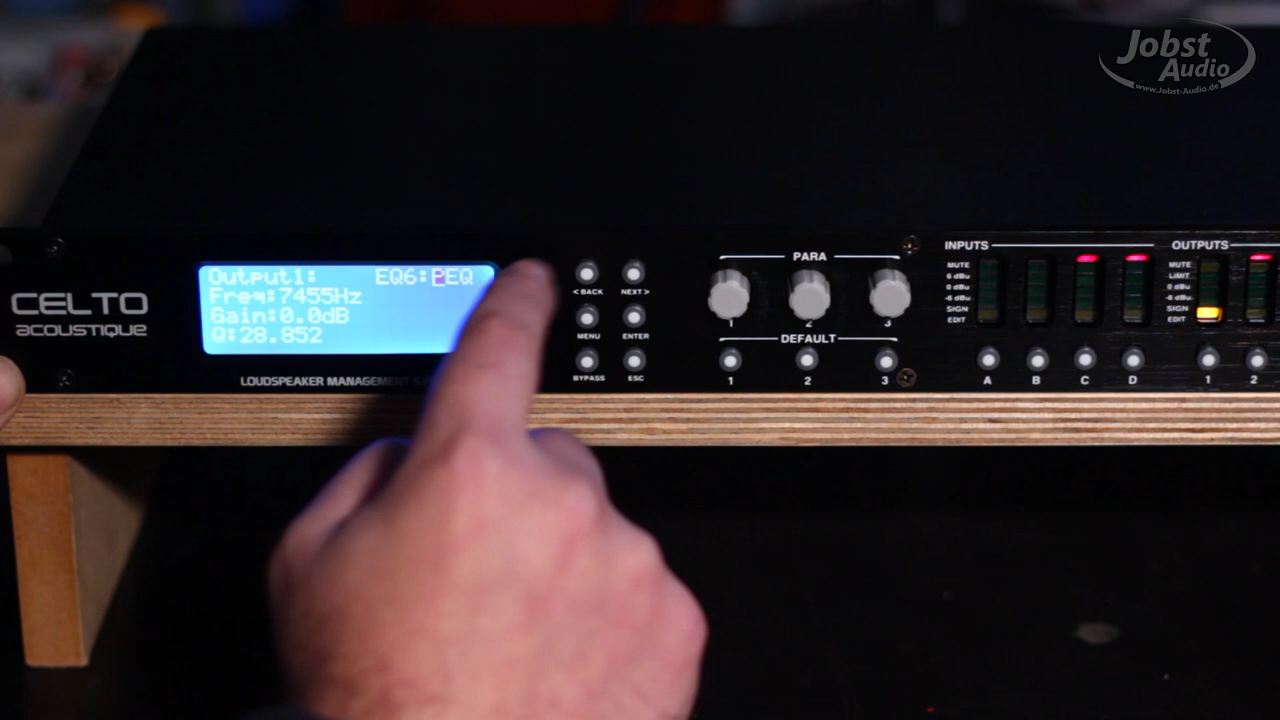 Jobst
Audio
www.Jobst-Audio.de
CELTO
acoustique
Output1: EQ6:PEQ
Freq:7455Hz
Gain:0.0dB
Q:28.852
LOUDSPEAKER MANAGEMENT
< BACK NEXT >
MENU ENTER
BYPASS ESC
PARA
1 2 3
DEFAULT
1 2 3
INPUTS
MUTE
6 dBu
0 dBu
-6 dBu
SIGN
EDIT
A B C D
OUTPUTS
MUTE
LIMIT
0 dBu
-6 dBu
SIGN
EDIT
1 2